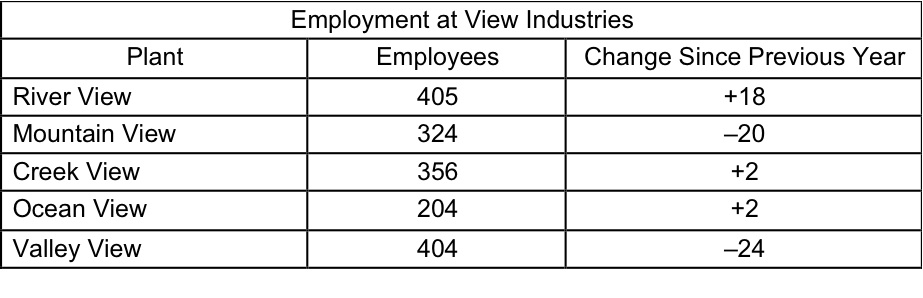 Employment at View Industries
Plant Employees Change Since Previous Year
River View 405 +18
Mountain View 324 –20
Creek View 356 +2
Ocean View 204 +2
Valley View 404 –24